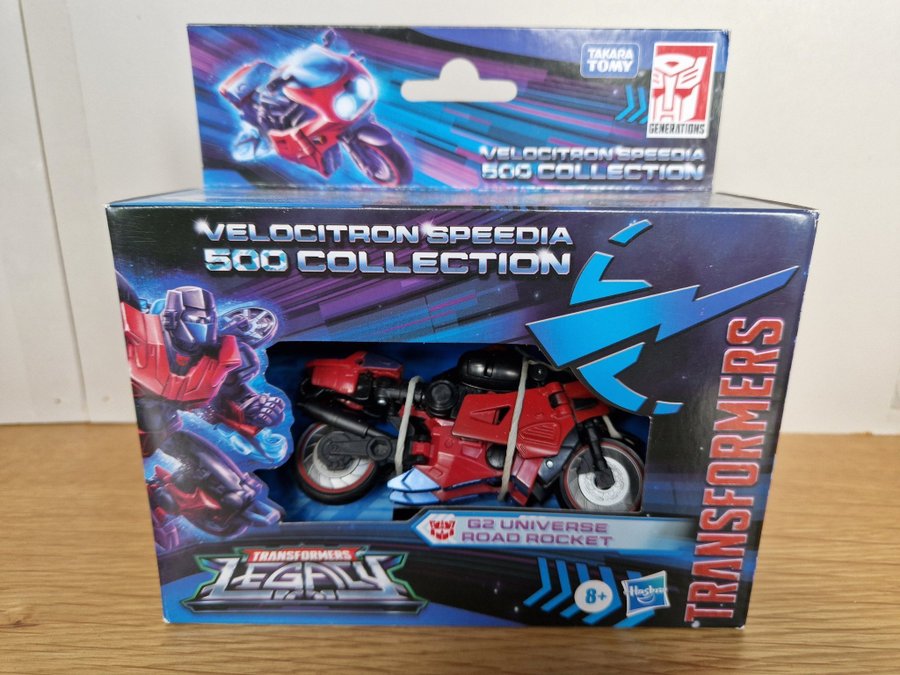 TAKARA
TOMY
GENERATIONS
VELOCITRON SPEEDIA
500 COLLECTION
VELOCITRON SPEEDIA
500 COLLECTION
TRANSFORMERS
G2 UNIVERSE
ROAD ROCKET
TRANSFORMERS
LEGACY
8+
Hasbro